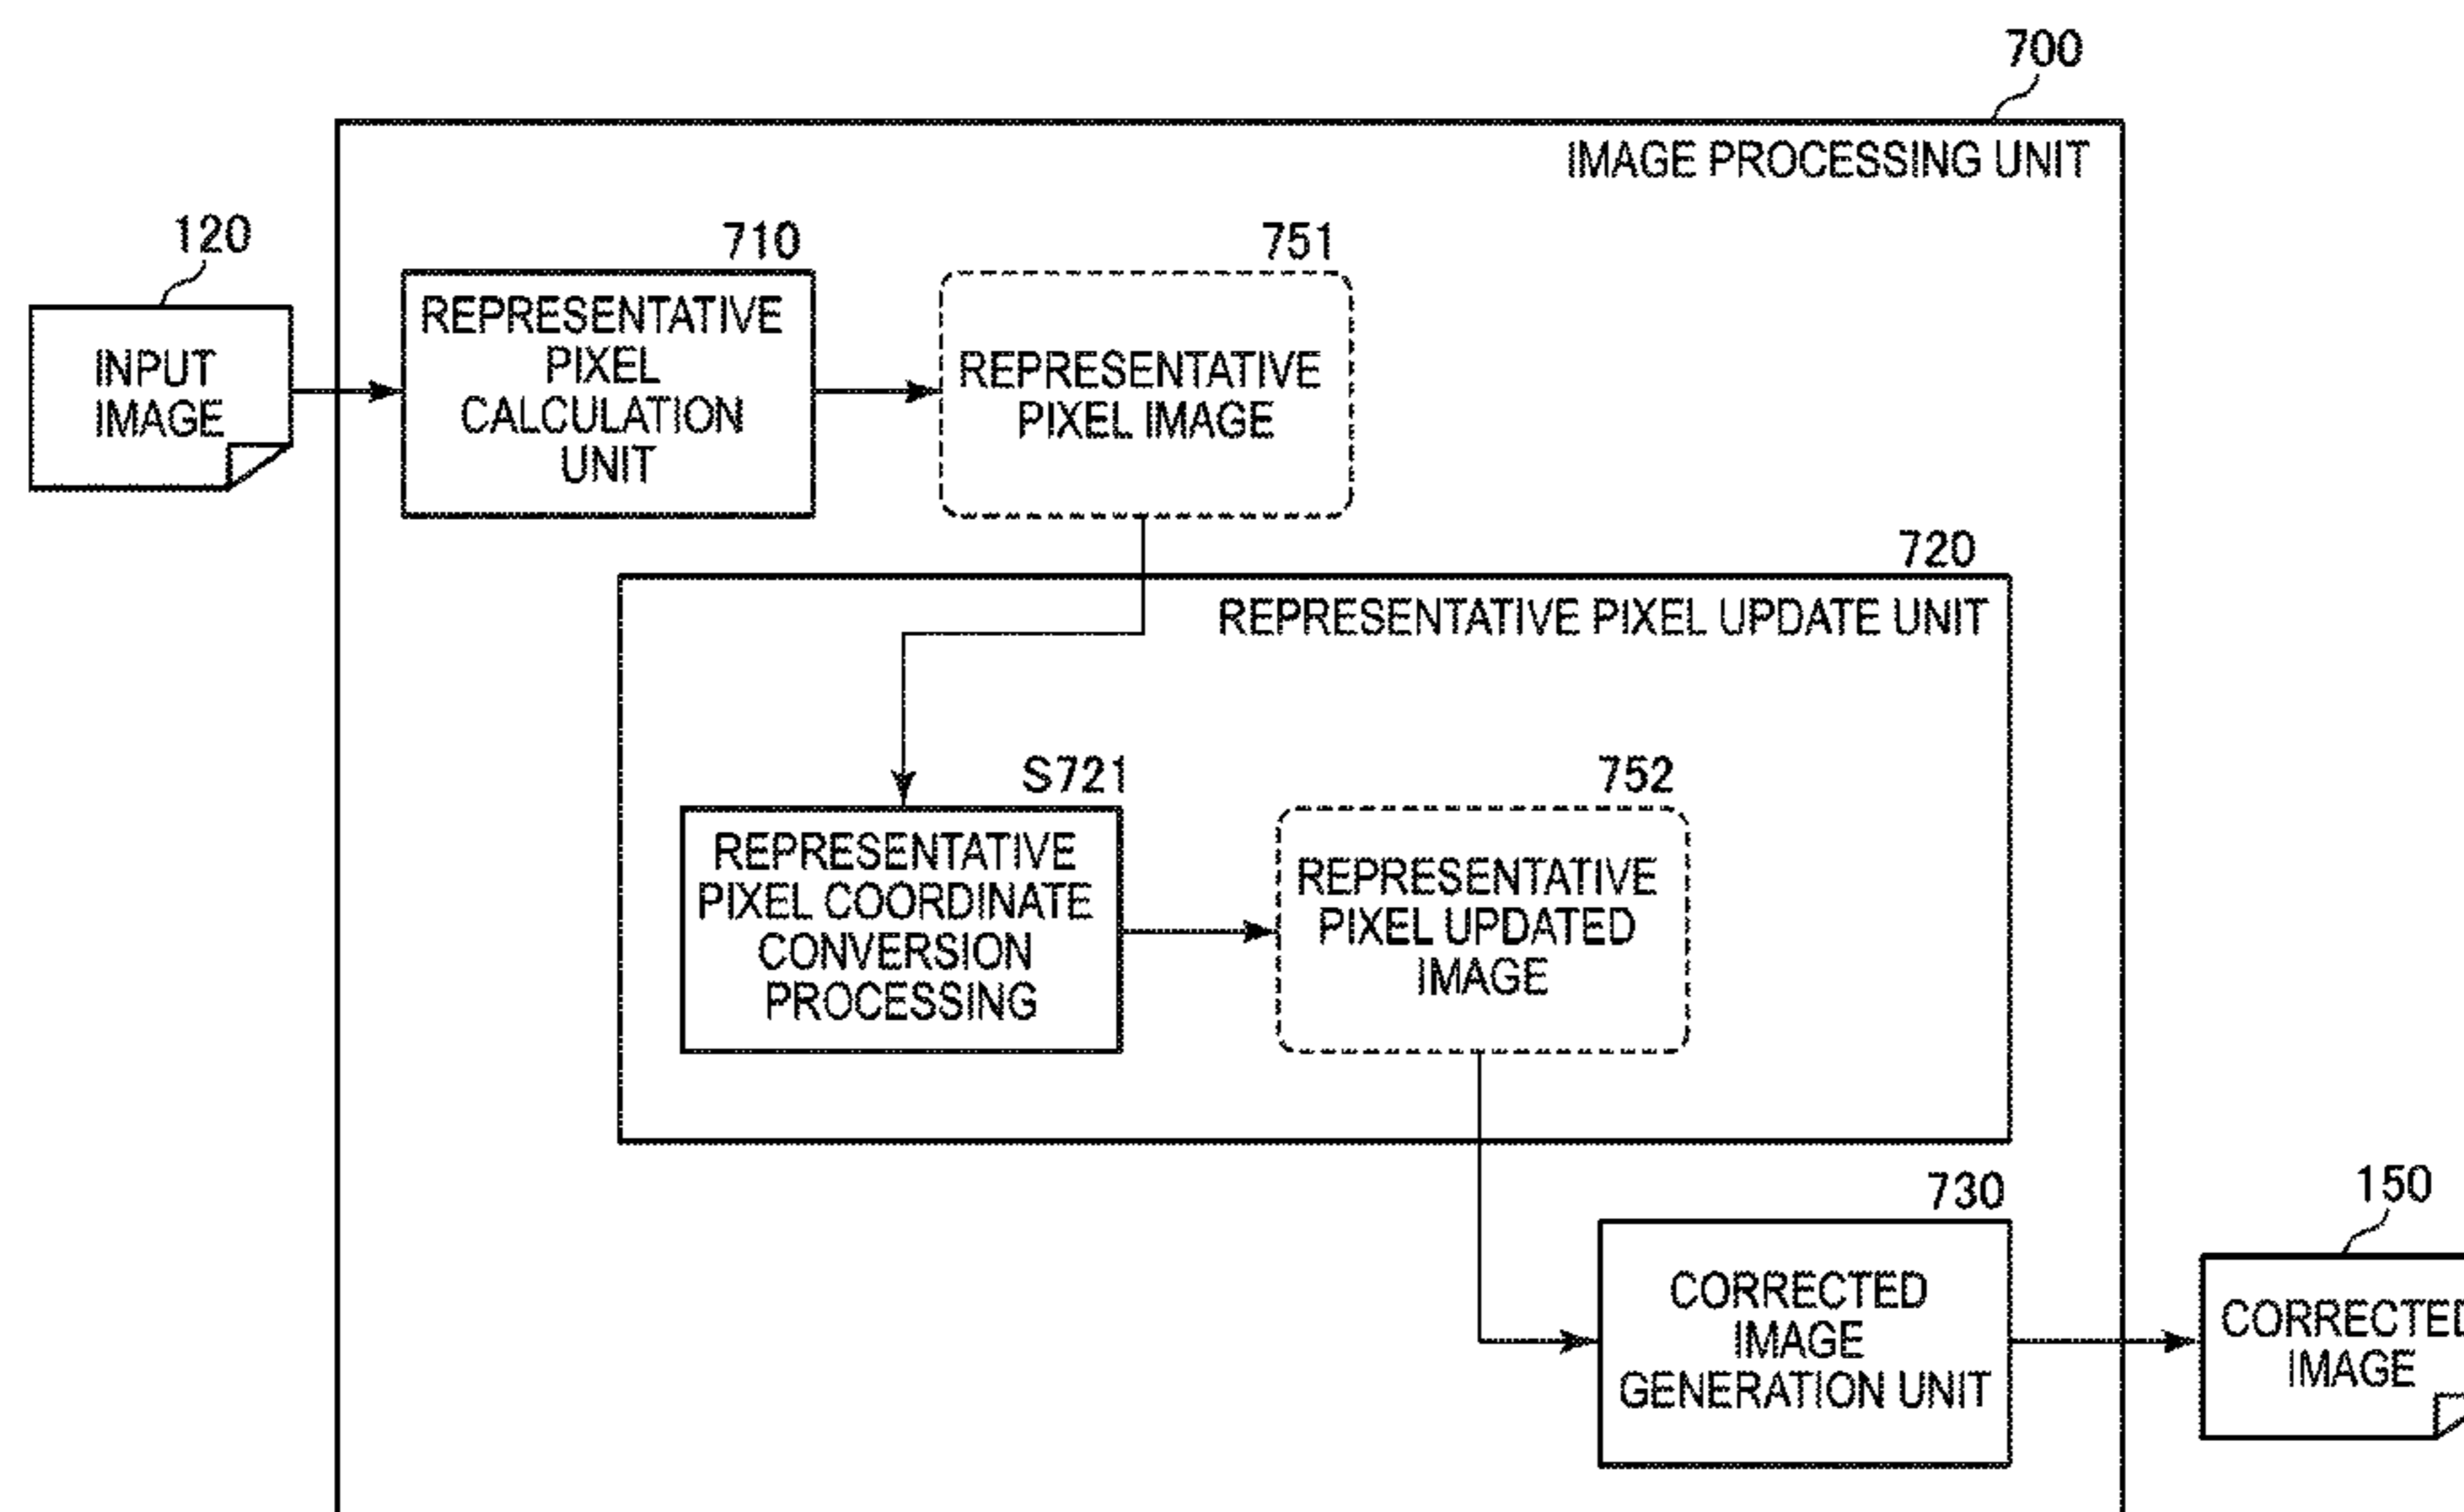 700
IMAGE PROCESSING UNIT
120
710
751
INPUT
IMAGE
REPRESENTATIVE
PIXEL
CALCULATION
UNIT
REPRESENTATIVE
PIXEL IMAGE
720
REPRESENTATIVE PIXEL UPDATE UNIT
S721
752
REPRESENTATIVE
PIXEL COORDINATE
CONVERSION
PROCESSING
REPRESENTATIVE
PIXEL UPDATED
IMAGE
730
150
CORRECTED
IMAGE
GENERATION UNIT
CORRECTED
IMAGE